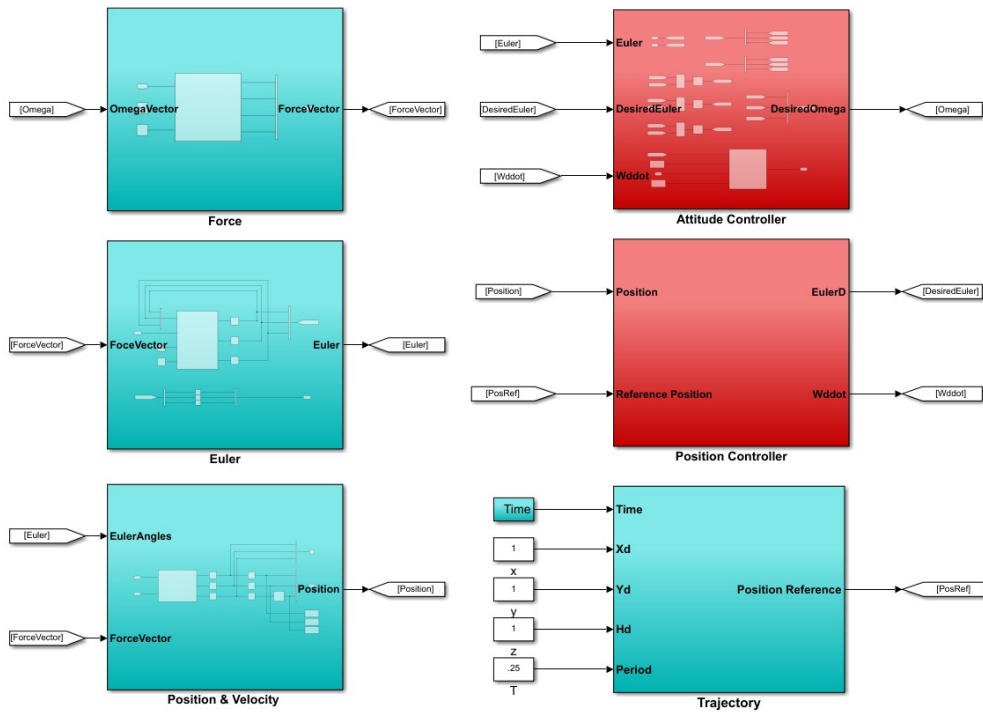 [Omega]
OmegaVector
ForceVector
[ForceVector]
Force
[ForceVector]
FoceVector
Euler
[Euler]
Euler
[Euler]
EulerAngles
[ForceVector]
ForceVector
Position
[Position]
Position & Velocity
[Euler]
Euler
[DesiredEuler]
DesiredEuler
DesiredOmega
[Omega]
[Wddot]
Wddot
Attitude Controller
[Position]
Position
EulerD
[DesiredEuler]
[PosRef]
Reference Position
Wddot
[Wddot]
Position Controller
Time
Time
1
Xd
x
1
Yd
Position Reference
[PosRef]
y
1
Hd
z
.25
Period
T
Trajectory